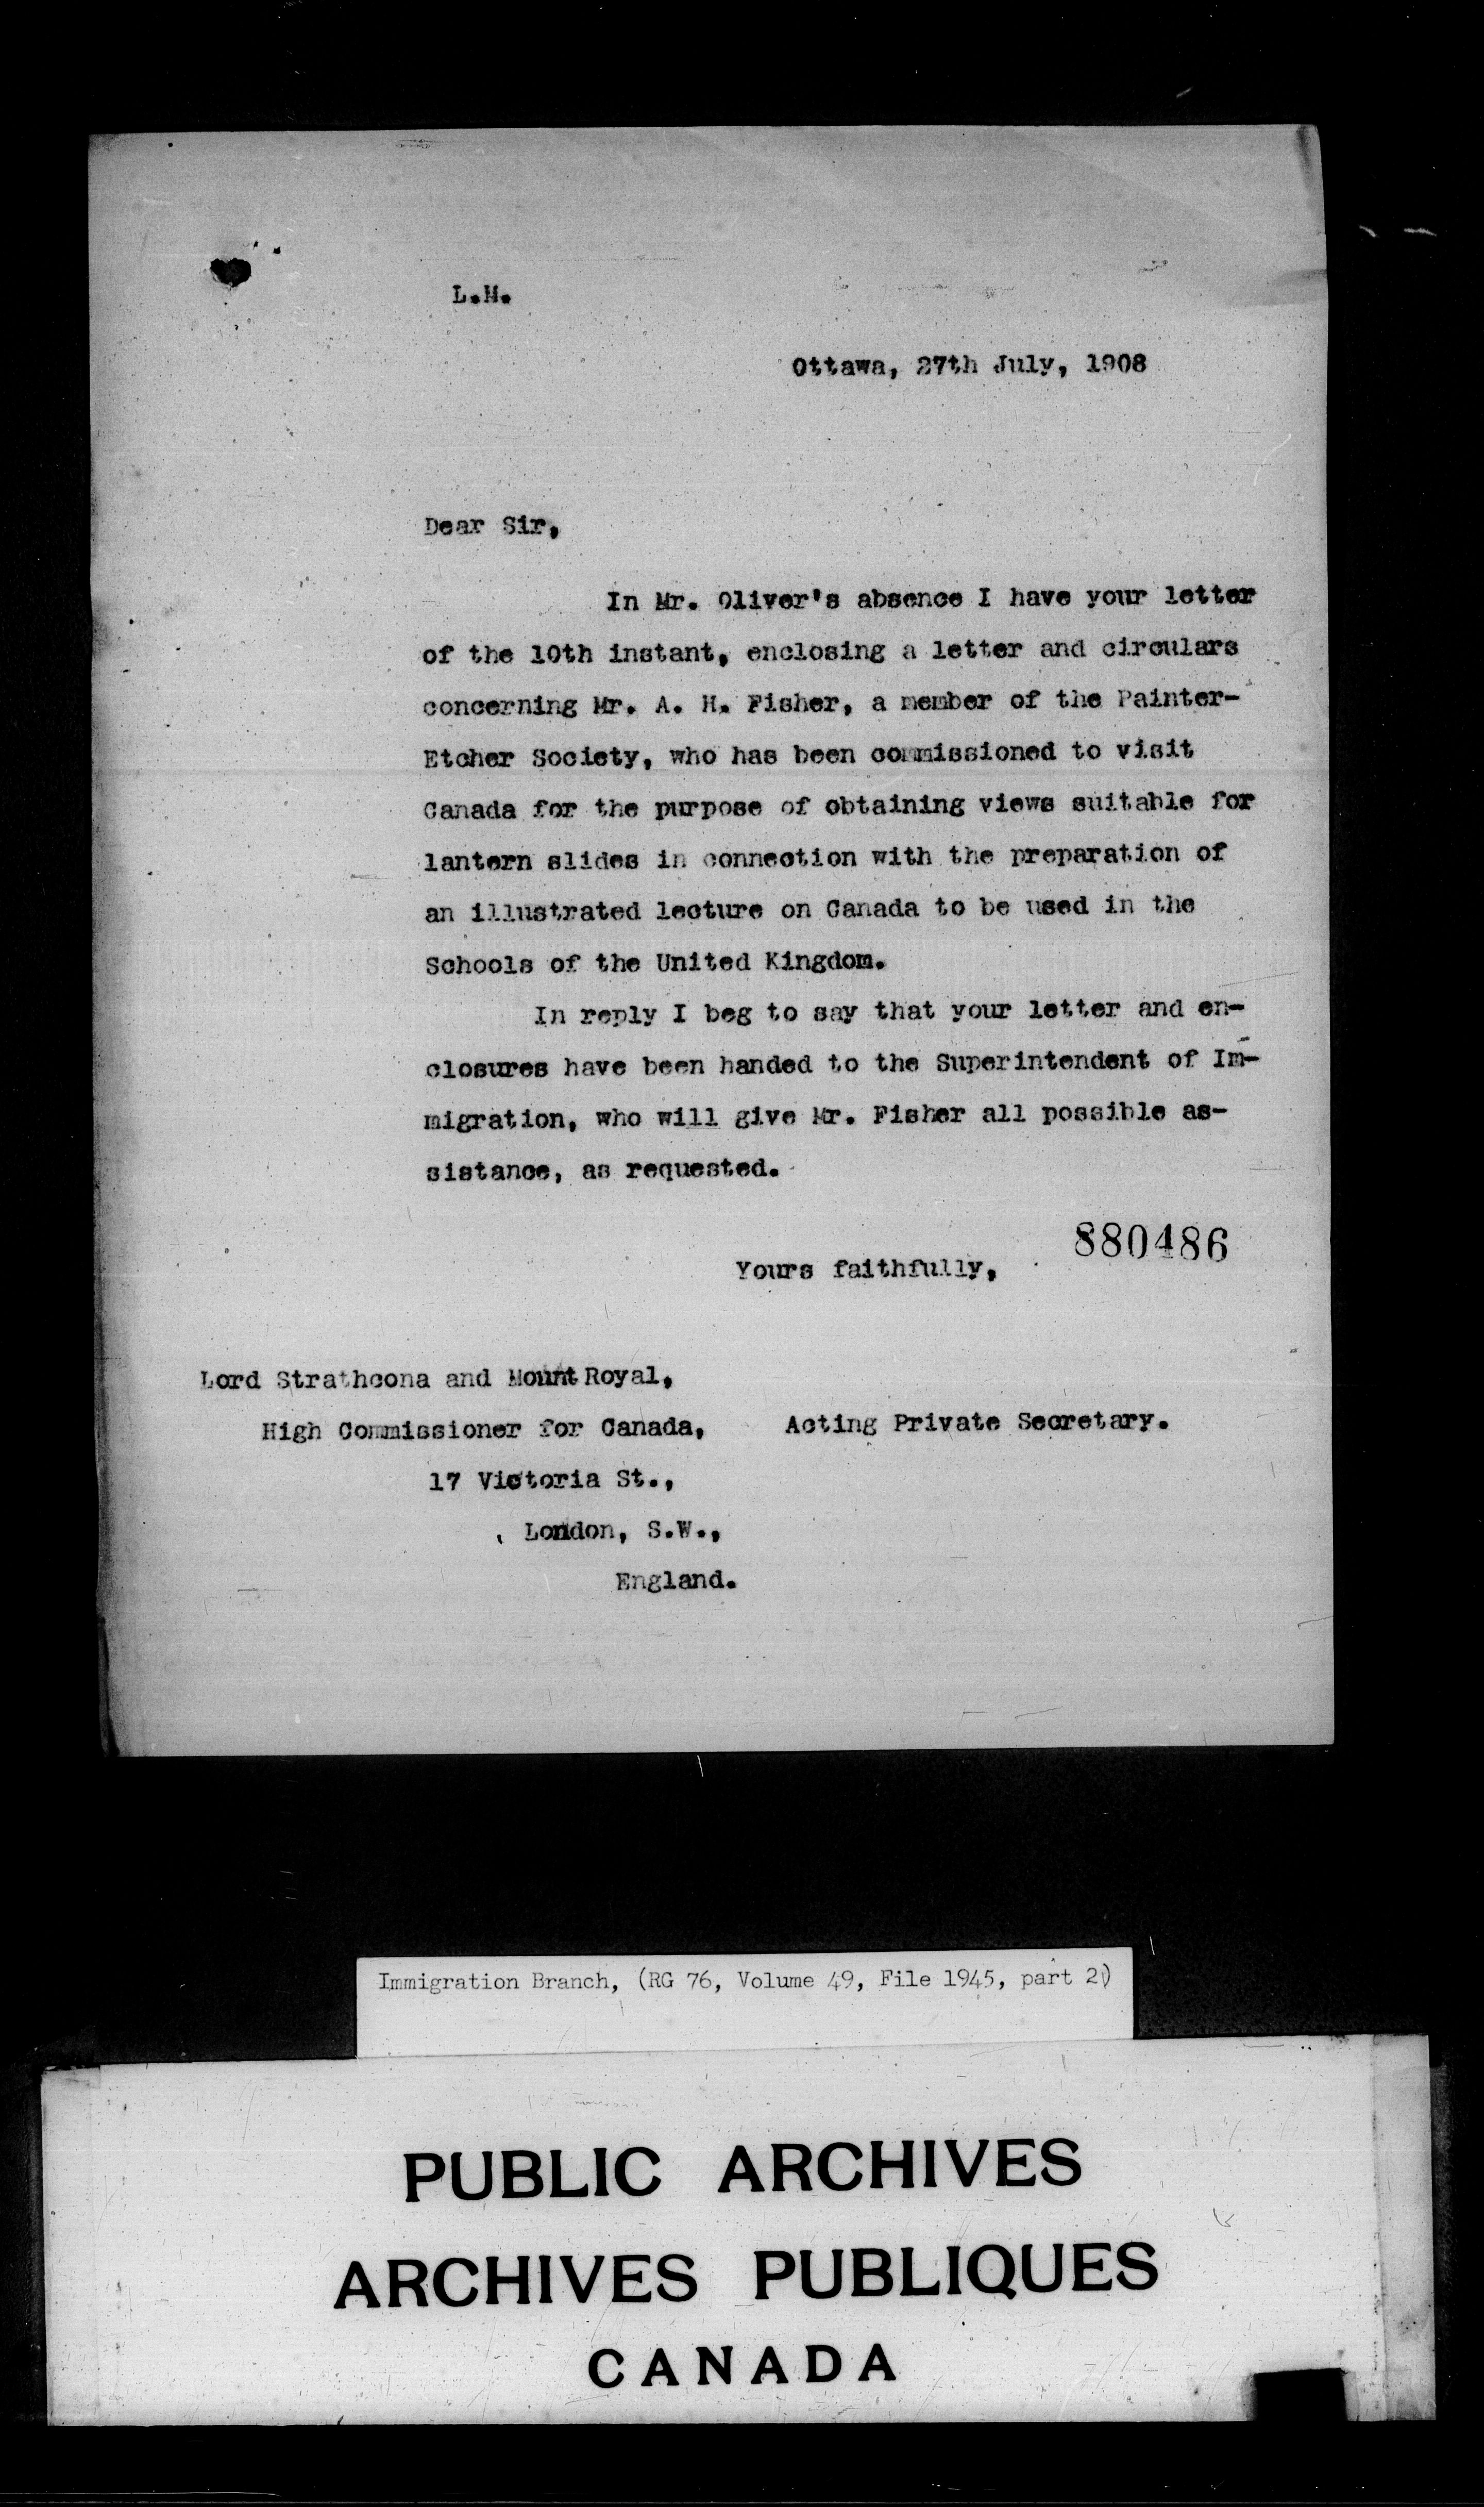 L.M.
Ottawa, 27th July, 1908
Dear Sir,
In Mr. Oliver's absence I have your letter
of the 10th instant, enclosing a letter and circulars
concerning Mr. A. H. Fisher, a member of the Painter-
Etcher Society, who has been commissioned to visit
Canada for the purpose of obtaining views suitable for
lantern slides in connection with the preparation of
an illustrated lecture on Canada to be used in the
Schools of the United Kingdom.
In reply I beg to say that your letter and en-
closures have been handed to the Superintendent of Im-
migration, who will give Mr. Fisher all possible as-
sistance, as requested.
880486
Yours faithfully,
Lord Strathcona and Mount Royal,
High Commissioner for Canada, Acting Private Secretary.
17 Victoria St.,
London, S.W.,
England.
Immigration Branch, (RG 76, Volume 49, File 1945, part 2)
PUBLIC ARCHIVES
ARCHIVES PUBLIQUES
CANADA